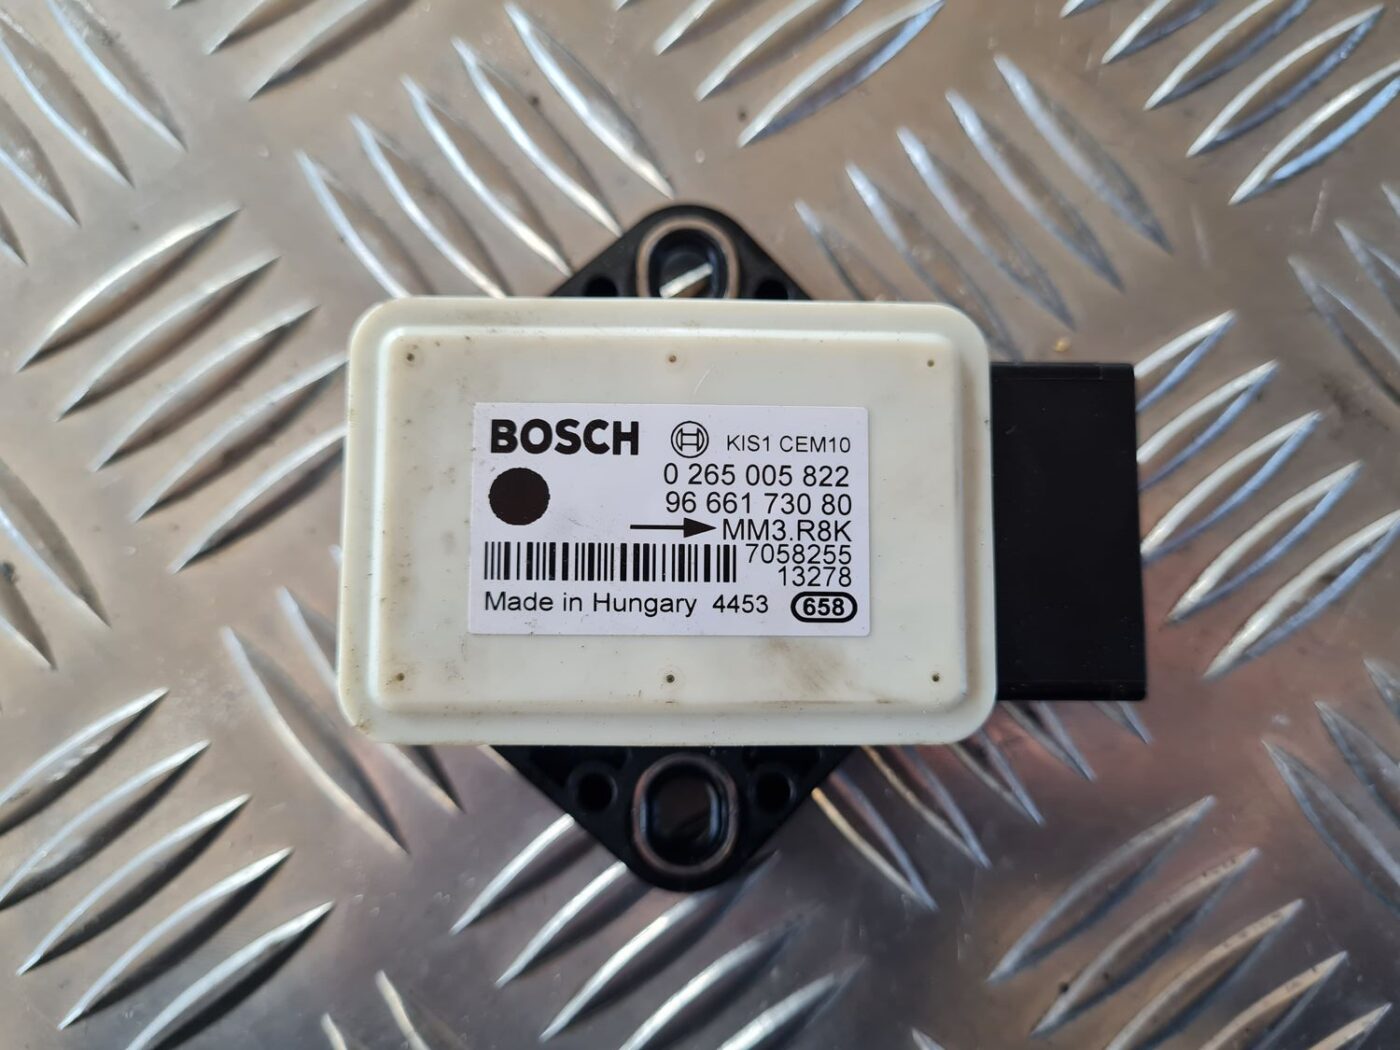 BOSCH KIS1 CEM10
0 265 005 822
96 661 730 80
MM3.R8K
7058255
13278
Made in Hungary 4453 658